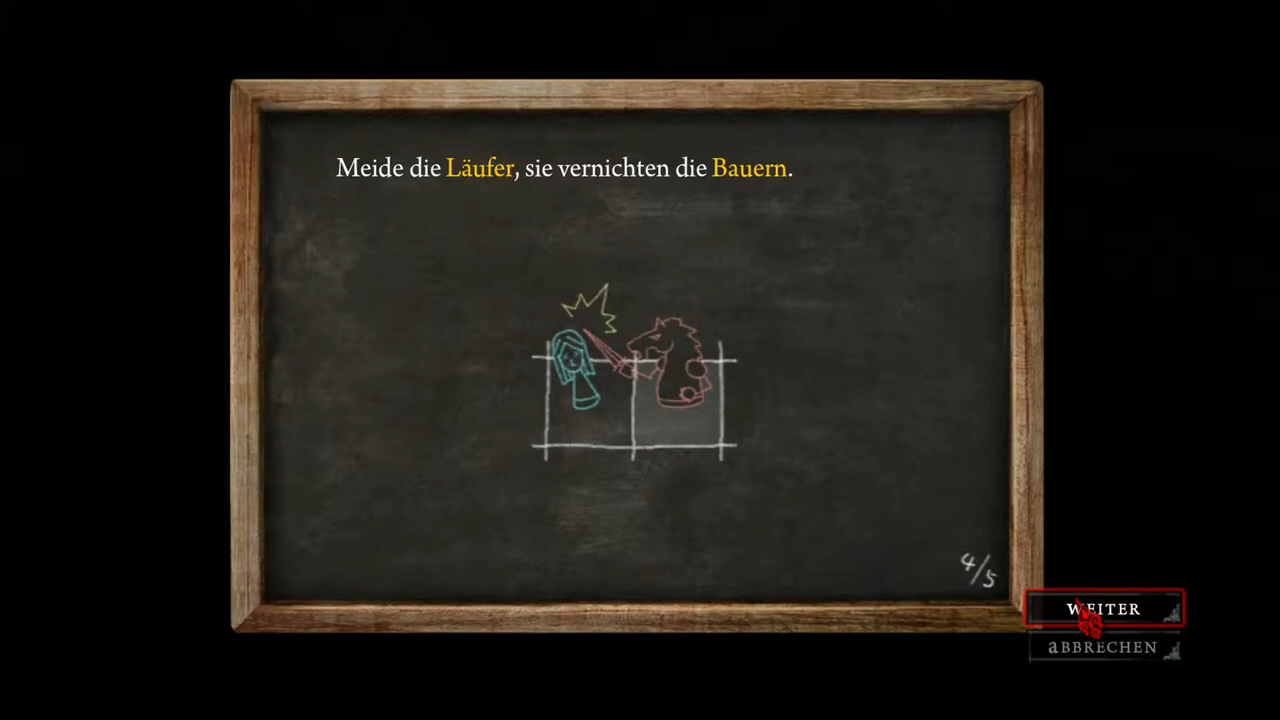 Meide die Läufer, sie vernichten die Bauern.
4/5
WEITER
aBBRECHEN